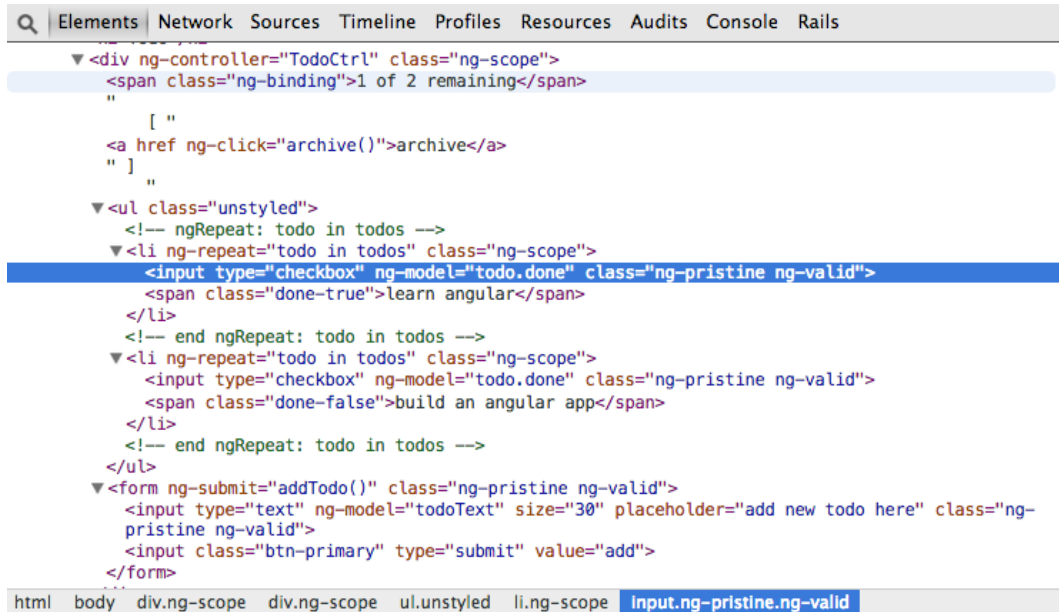 Elements Network Sources Timeline Profiles Resources Audits Console Rails
▼<div ng-controller="TodoCtrl" class="ng-scope">
<span class="ng-binding">1 of 2 remaining</span>
"
[ "
<a href ng-click="archive()">archive</a>
" ]
"
▼<ul class="unstyled">
<!-- ngRepeat: todo in todos -->
▼<li ng-repeat="todo in todos" class="ng-scope">
<input type="checkbox" ng-model="todo.done" class="ng-pristine ng-valid">
<span class="done-true">learn angular</span>
</li>
<!-- end ngRepeat: todo in todos -->
▼<li ng-repeat="todo in todos" class="ng-scope">
<input type="checkbox" ng-model="todo.done" class="ng-pristine ng-valid">
<span class="done-false">build an angular app</span>
</li>
<!-- end ngRepeat: todo in todos -->
</ul>
▼<form ng-submit="addTodo()" class="ng-pristine ng-valid">
<input type="text" ng-model="todoText" size="30" placeholder="add new todo here" class="ng-
pristine ng-valid">
<input class="btn-primary" type="submit" value="add">
</form>
html body div.ng-scope div.ng-scope ul.unstyled li.ng-scope input.ng-pristine.ng-valid